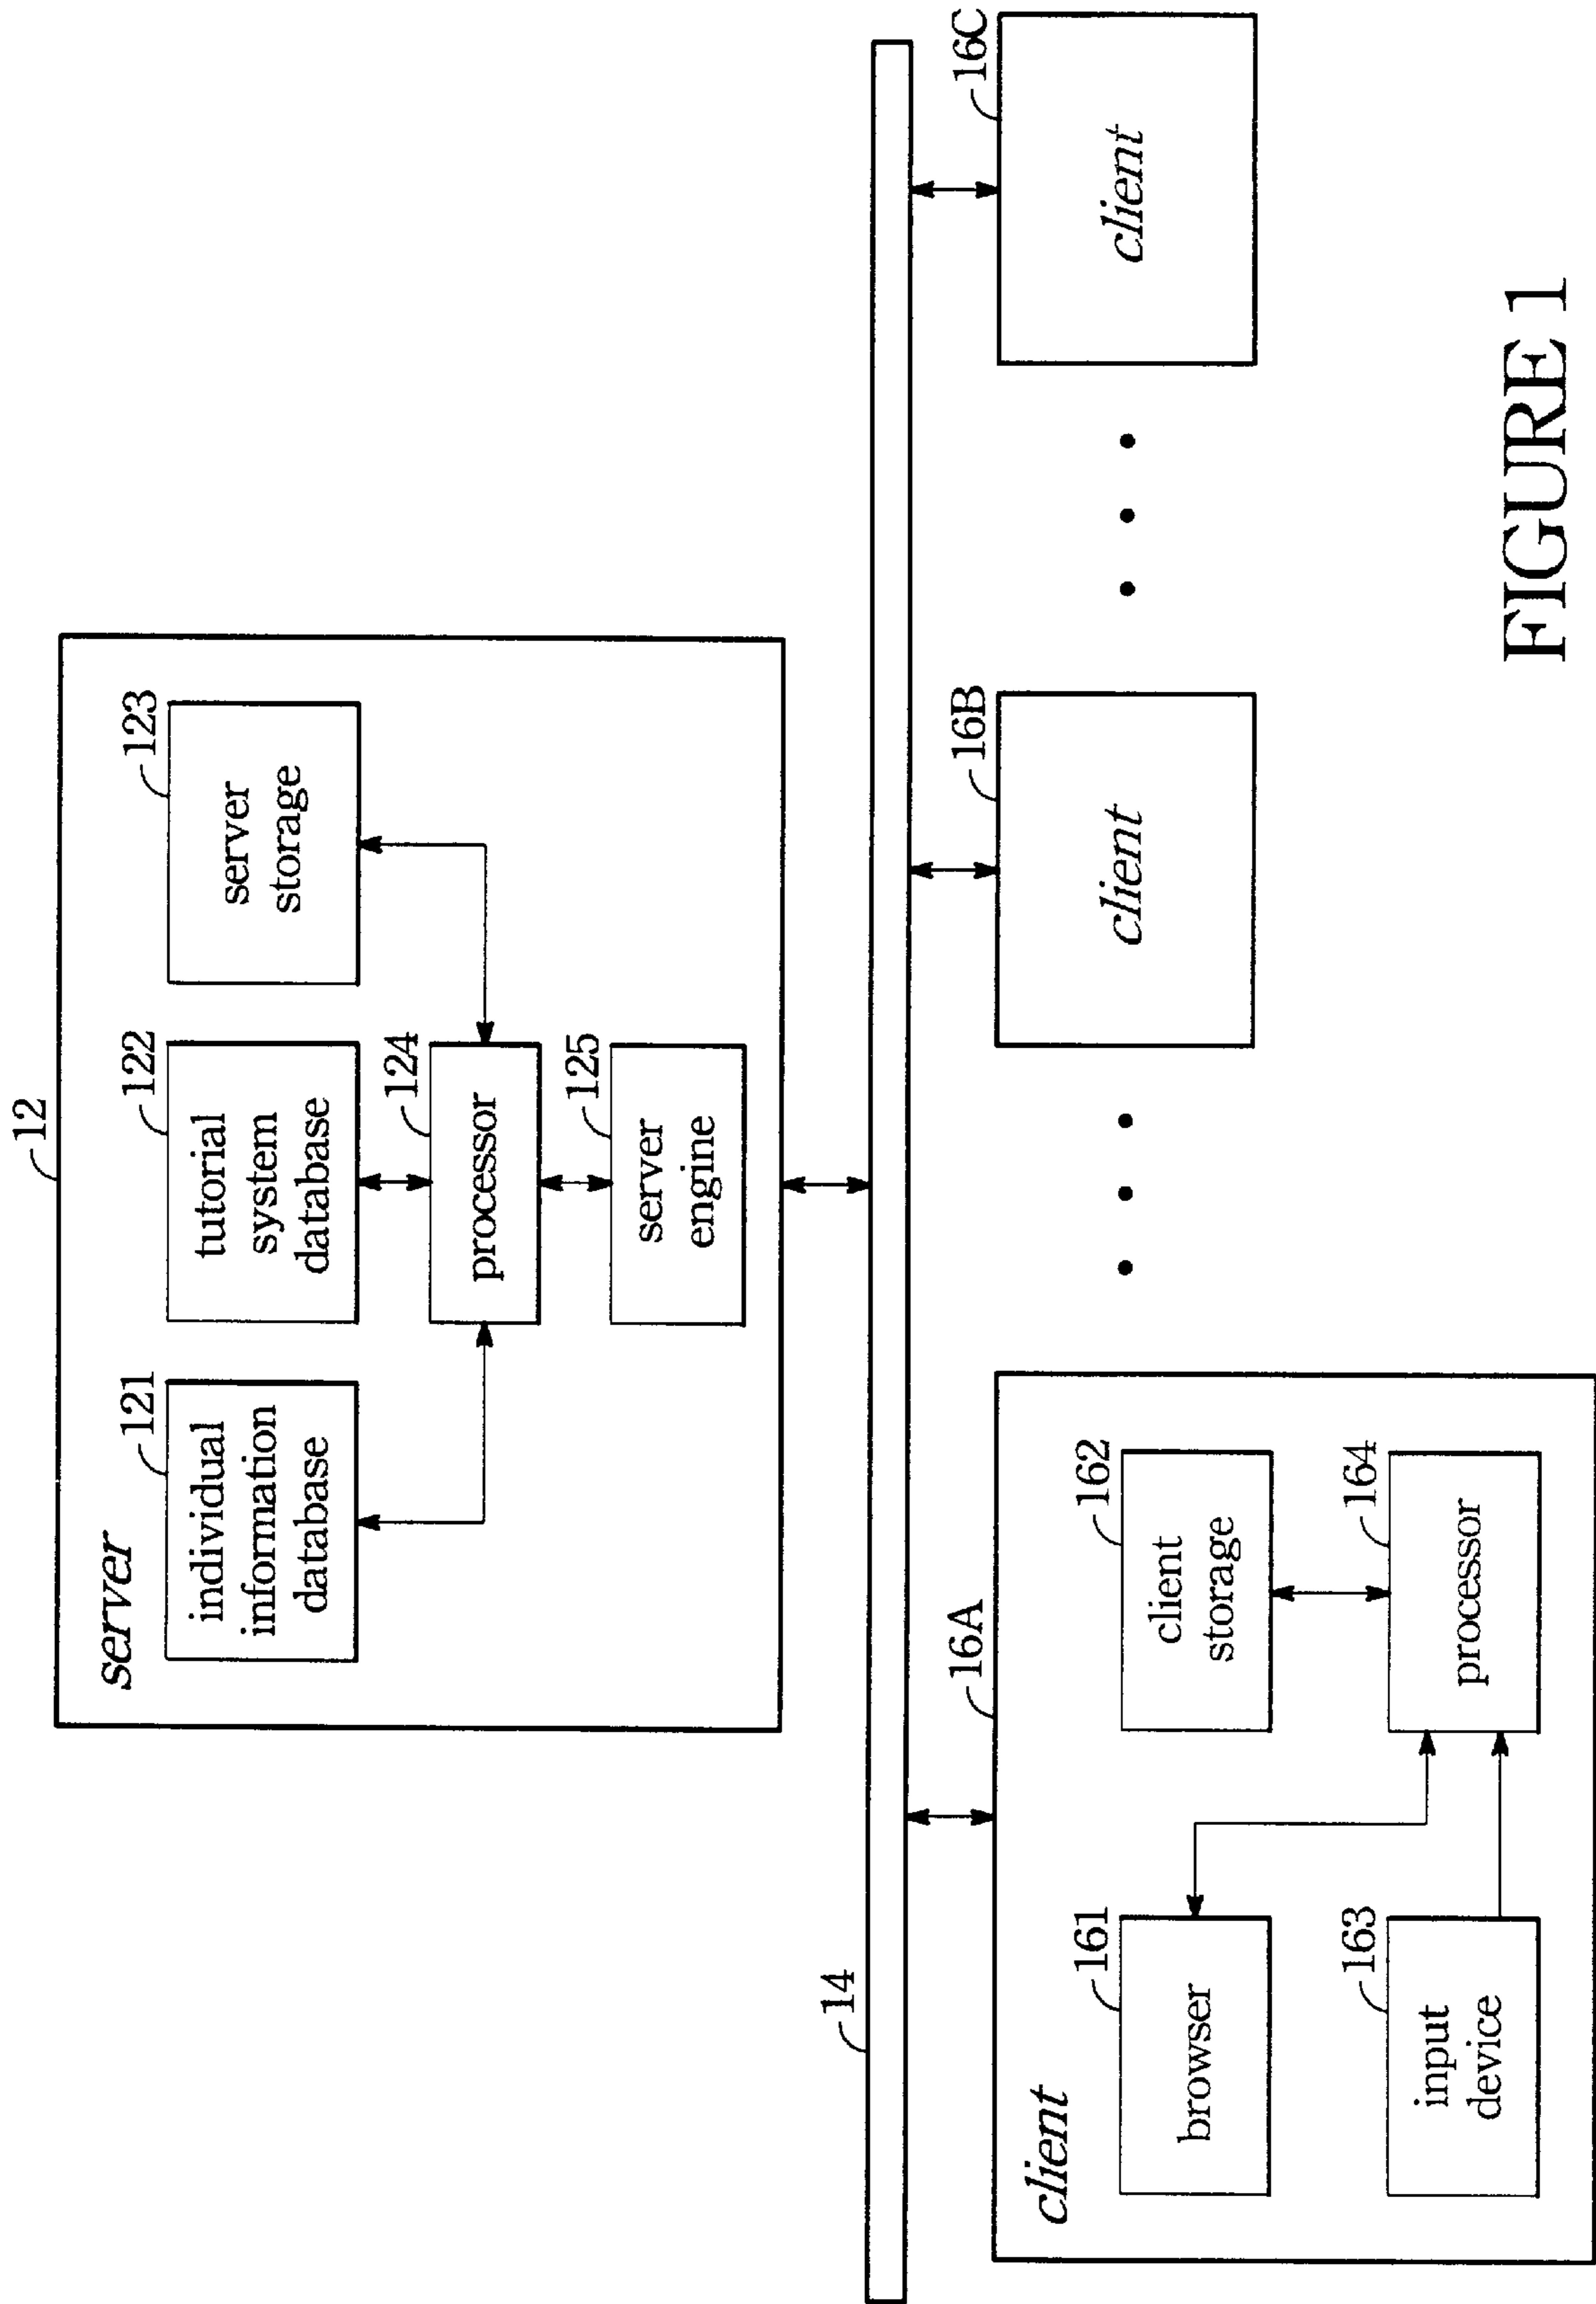 12
server
121
individual
information
database
122
tutorial
system
database
123
server
storage
124
processor
125
server
engine
14
16A
client
161
browser
162
client
storage
163
input
device
164
processor
16B
client
16C
client
FIGURE 1